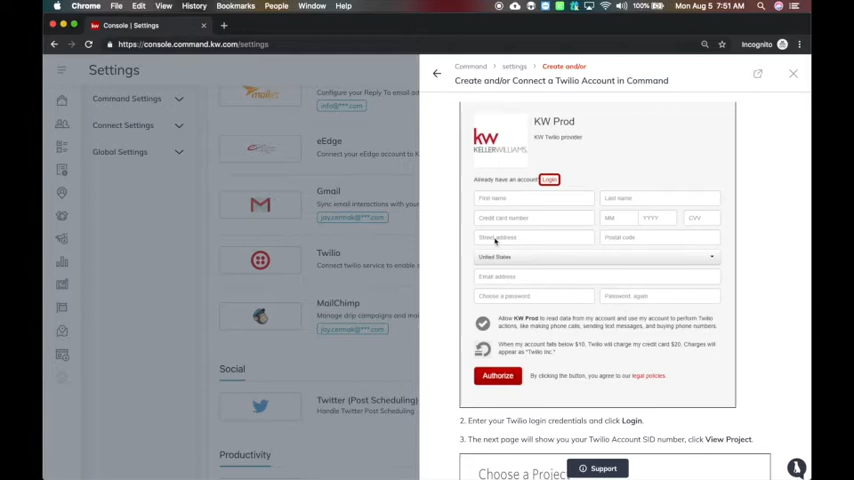 Chrome File Edit View History Bookmarks People Window Help
100% Mon Aug 5 7:51 AM
Console | Settings
https://console.command.kw.com/settings
Incognito
Settings
Command Settings
Connect Settings
Global Settings
Configure your Reply To email ad
info@***.com
eEdge
Connect your eEdge account to K
Gmail
Sync email interactions with your
jay.cermak@***.com
Twilio
Connect twilio service to enable
MailChimp
Manage drip campaigns and mar
jay.cermak@***.com
Social
Twitter (Post Scheduling)
Handle Twitter Post Scheduling
Productivity
Command settings Create and/or
Create and/or Connect a Twilio Account in Command
kw
KELLERWILLIAMS.
KW Prod
KW Twilio provider
Already have an account? Login
First name Last name
Credit card number MM YYYY CVV
Street address Postal code
United States
Email address
Choose a password Password, again
Allow KW Prod to read data from my account and use my account to perform Twilio
actions, like making phone calls, sending text messages, and buying phone numbers.
When my account falls below $10, Twilio will charge my credit card $20. Charges will
appear as "Twilio Inc."
Authorize By clicking the button, you agree to our legal policies.
2. Enter your Twilio login credentials and click Login.
3. The next page will show you your Twilio Account SID number, click View Project.
Choose a Projec
Support